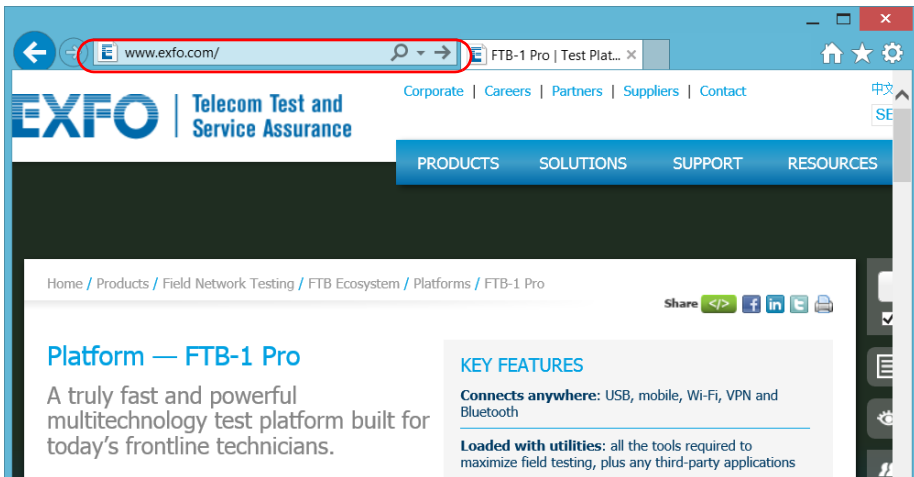 www.exfo.com/
FTB-1 Pro | Test Plat...
EXFO
Telecom Test and
Service Assurance
Corporate | Careers | Partners | Suppliers | Contact
中文
SE
PRODUCTS SOLUTIONS SUPPORT RESOURCES
Home / Products / Field Network Testing / FTB Ecosystem / Platforms / FTB-1 Pro
Share
Platform — FTB-1 Pro
A truly fast and powerful
multitechnology test platform built for
today's frontline technicians.
KEY FEATURES
Connects anywhere: USB, mobile, Wi-Fi, VPN and
Bluetooth
Loaded with utilities: all the tools required to
maximize field testing, plus any third-party applications